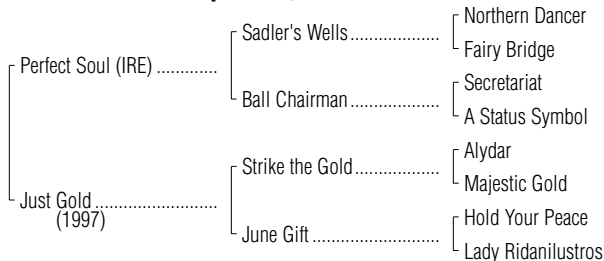 Northern Dancer
Sadler's Wells....................
Fairy Bridge
Perfect Soul (IRE) .............
Secretariat
Ball Chairman ....................
A Status Symbol
Alydar
Strike the Gold...................
Majestic Gold
Just Gold ..........................
(1997)
Hold Your Peace
June Gift ...........................
Lady Ridanilustros